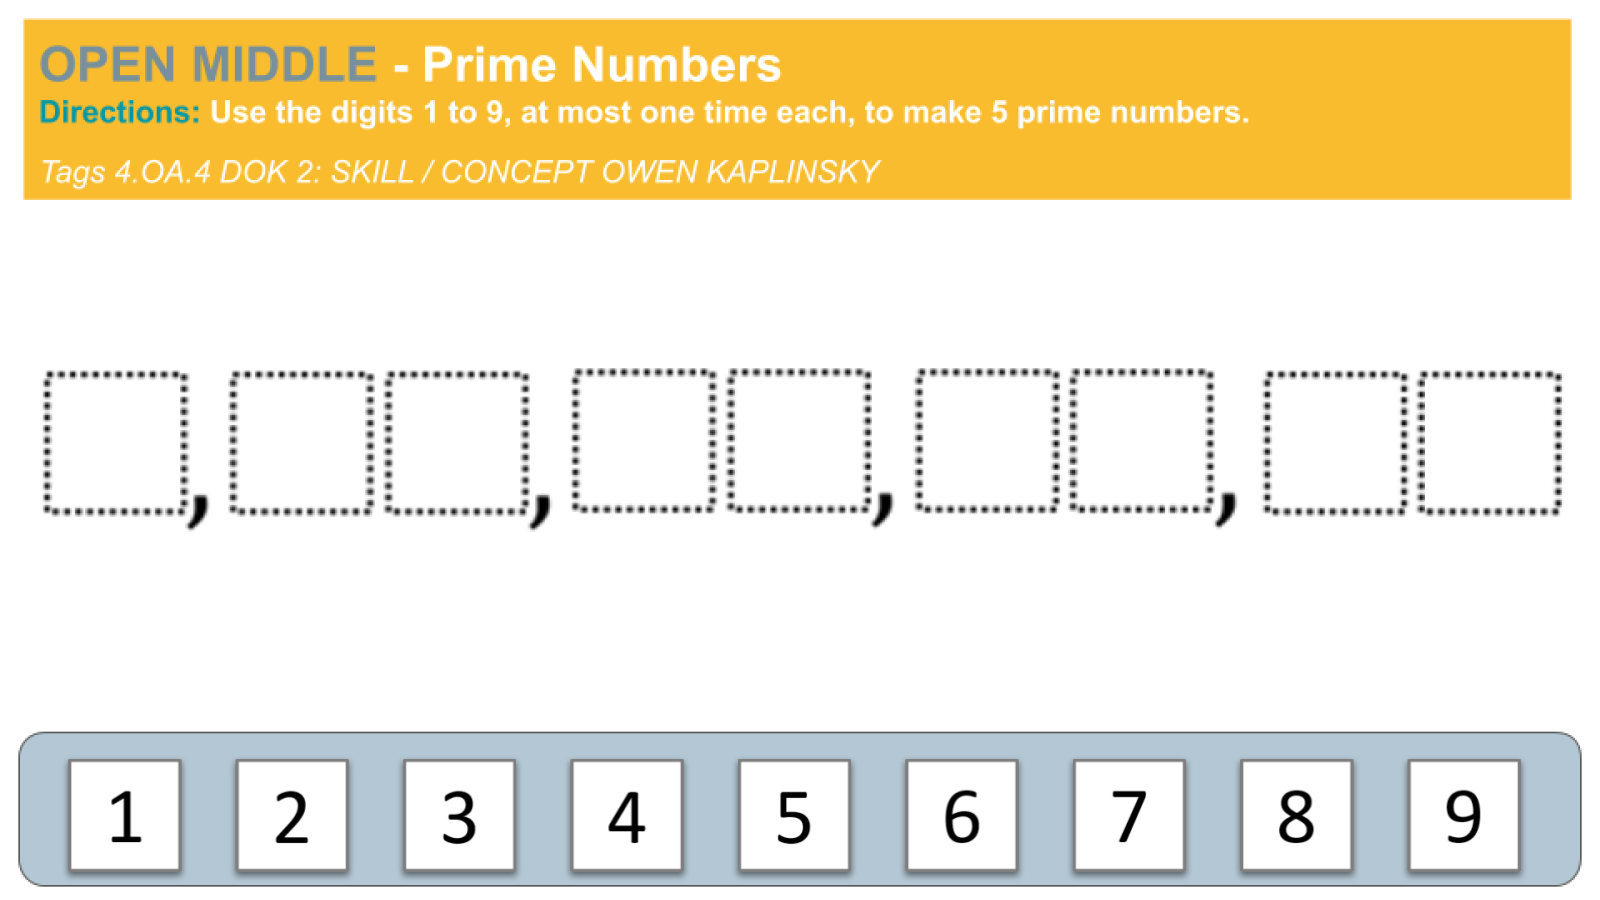 OPEN MIDDLE - Prime Numbers
Directions: Use the digits 1 to 9, at most one time each, to make 5 prime numbers.
Tags 4.OA.4 DOK 2: SKILL / CONCEPT OWEN KAPLINSKY
, , , ,
1 2 3 4 5 6 7 8 9